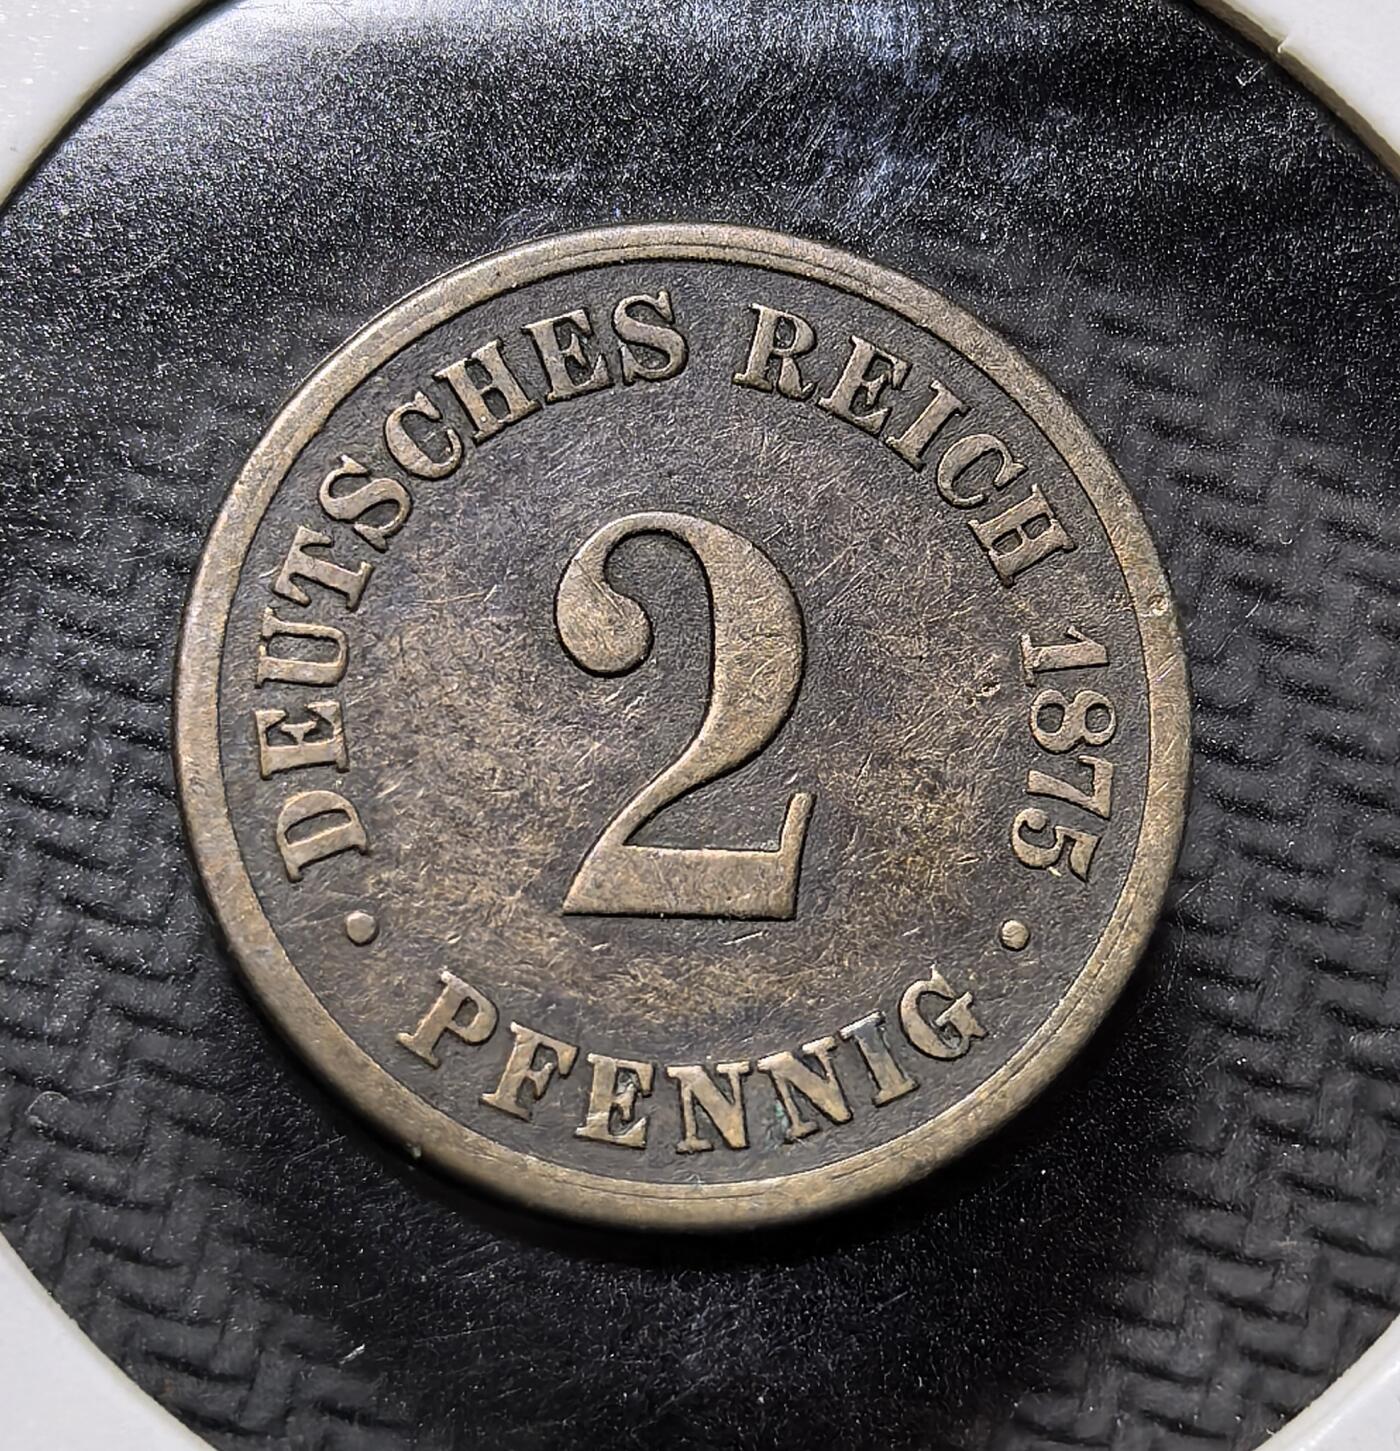 DEUTSCHES REICH 1875
2
• PFENNIG •